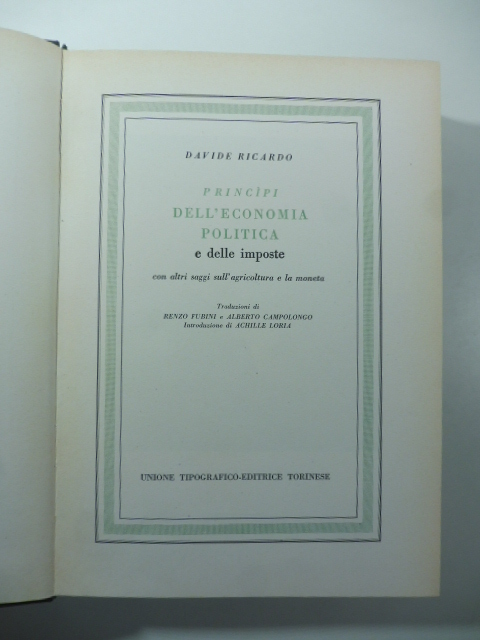 DAVIDE RICARDO
PRINCÌPI
DELL'ECONOMIA
POLITICA
e delle imposte
con altri saggi sull'agricoltura e la moneta
Traduzioni di
RENZO FUBINI e ALBERTO CAMPOLONGO
Introduzione di ACHILLE LORIA
UNIONE TIPOGRAFICO-EDITRICE TORINESE